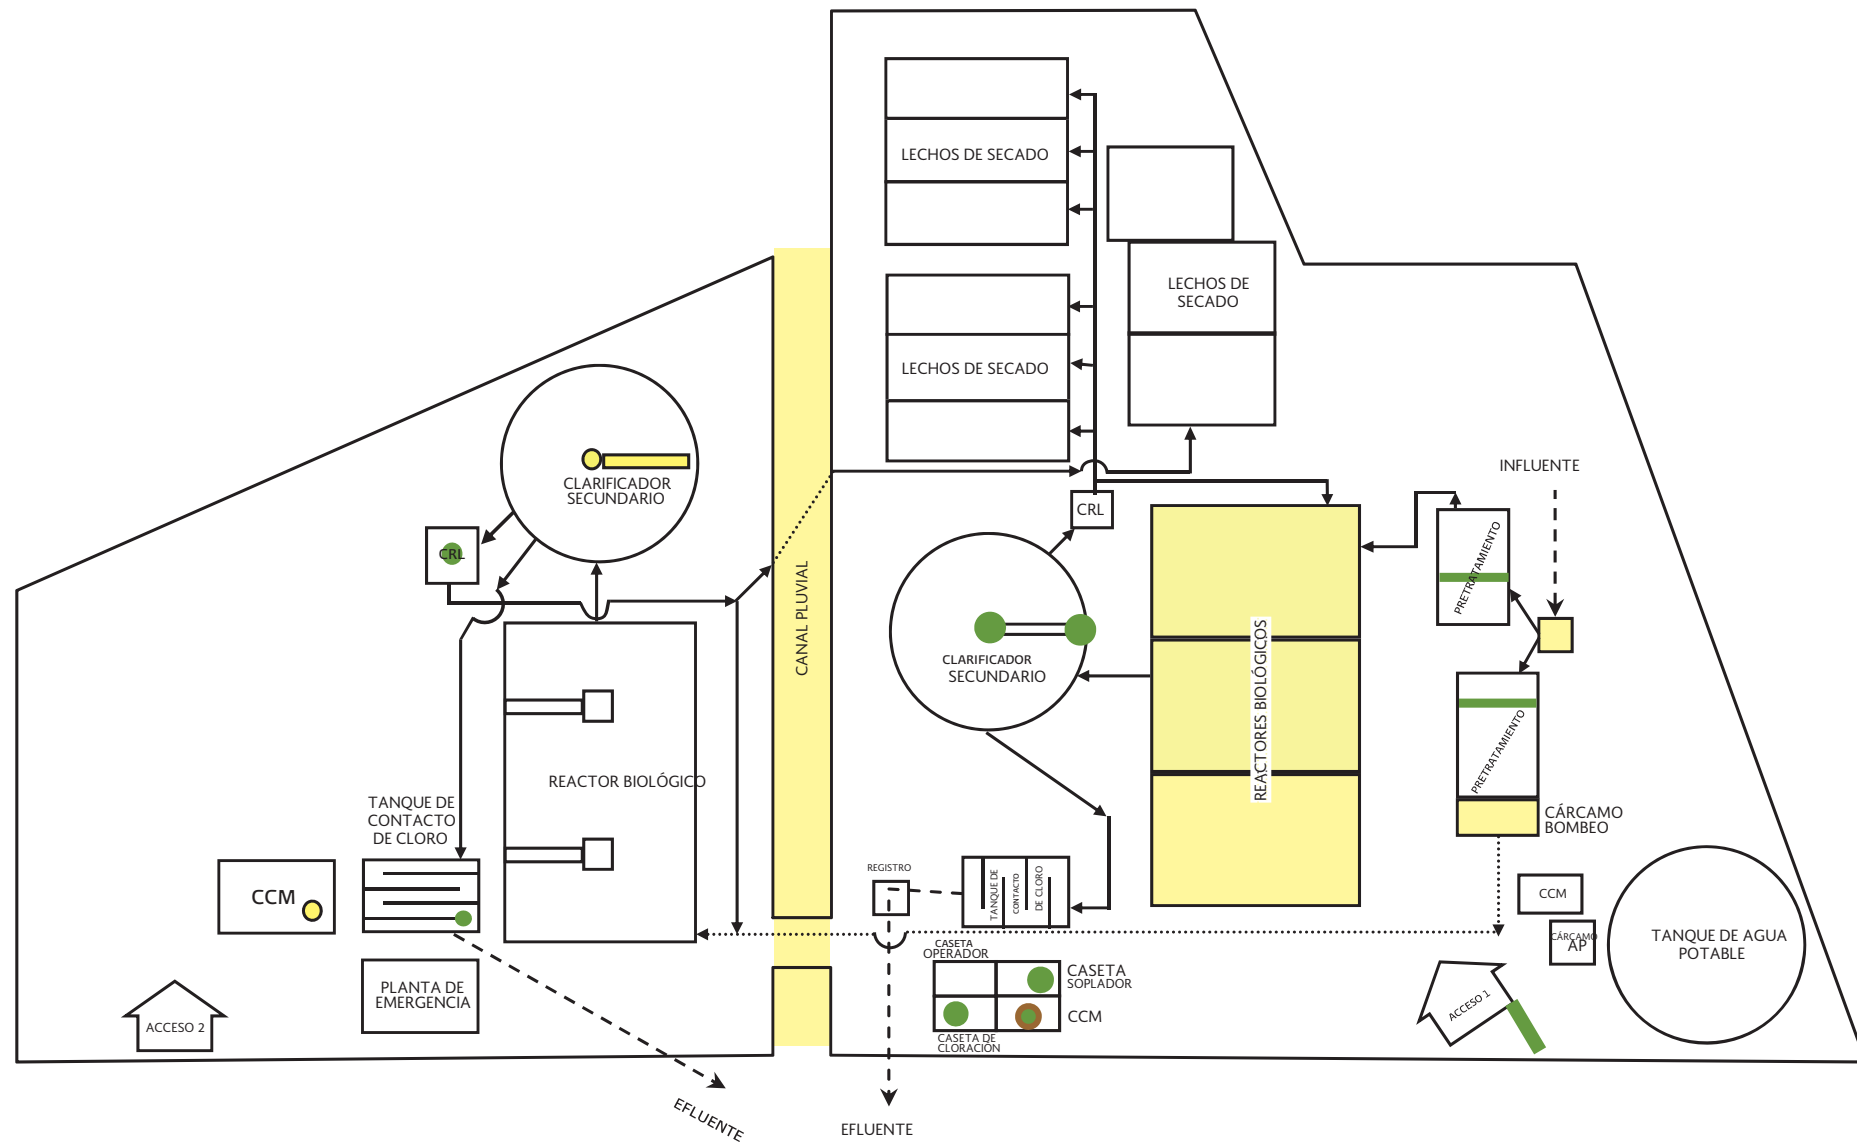 LECHOS DE SECADO
LECHOS DE
SECADO
LECHOS DE SECADO
INFLUENTE
CLARIFICADOR
SECUNDARIO
CRL
CRL
PRETRATAMIENTO
CANAL PLUVIAL
CLARIFICADOR
SECUNDARIO
REACTORES BIOLÓGICOS
PRETRATAMIENTO
REACTOR BIOLÓGICO
TANQUE DE
CONTACTO
DE CLORO
CÁRCAMO
BOMBEO
CCM
REGISTRO
TANQUE DE
CONTACTO
DE CLORO
CCM
CÁRCAMO
AP
TANQUE DE AGUA
POTABLE
CASETA
OPERADOR
CASETA
SOPLADOR
PLANTA DE
EMERGENCIA
CCM
ACCESO 1
ACCESO 2
CASETA DE
CLORACIÓN
EFLUENTE
EFLUENTE